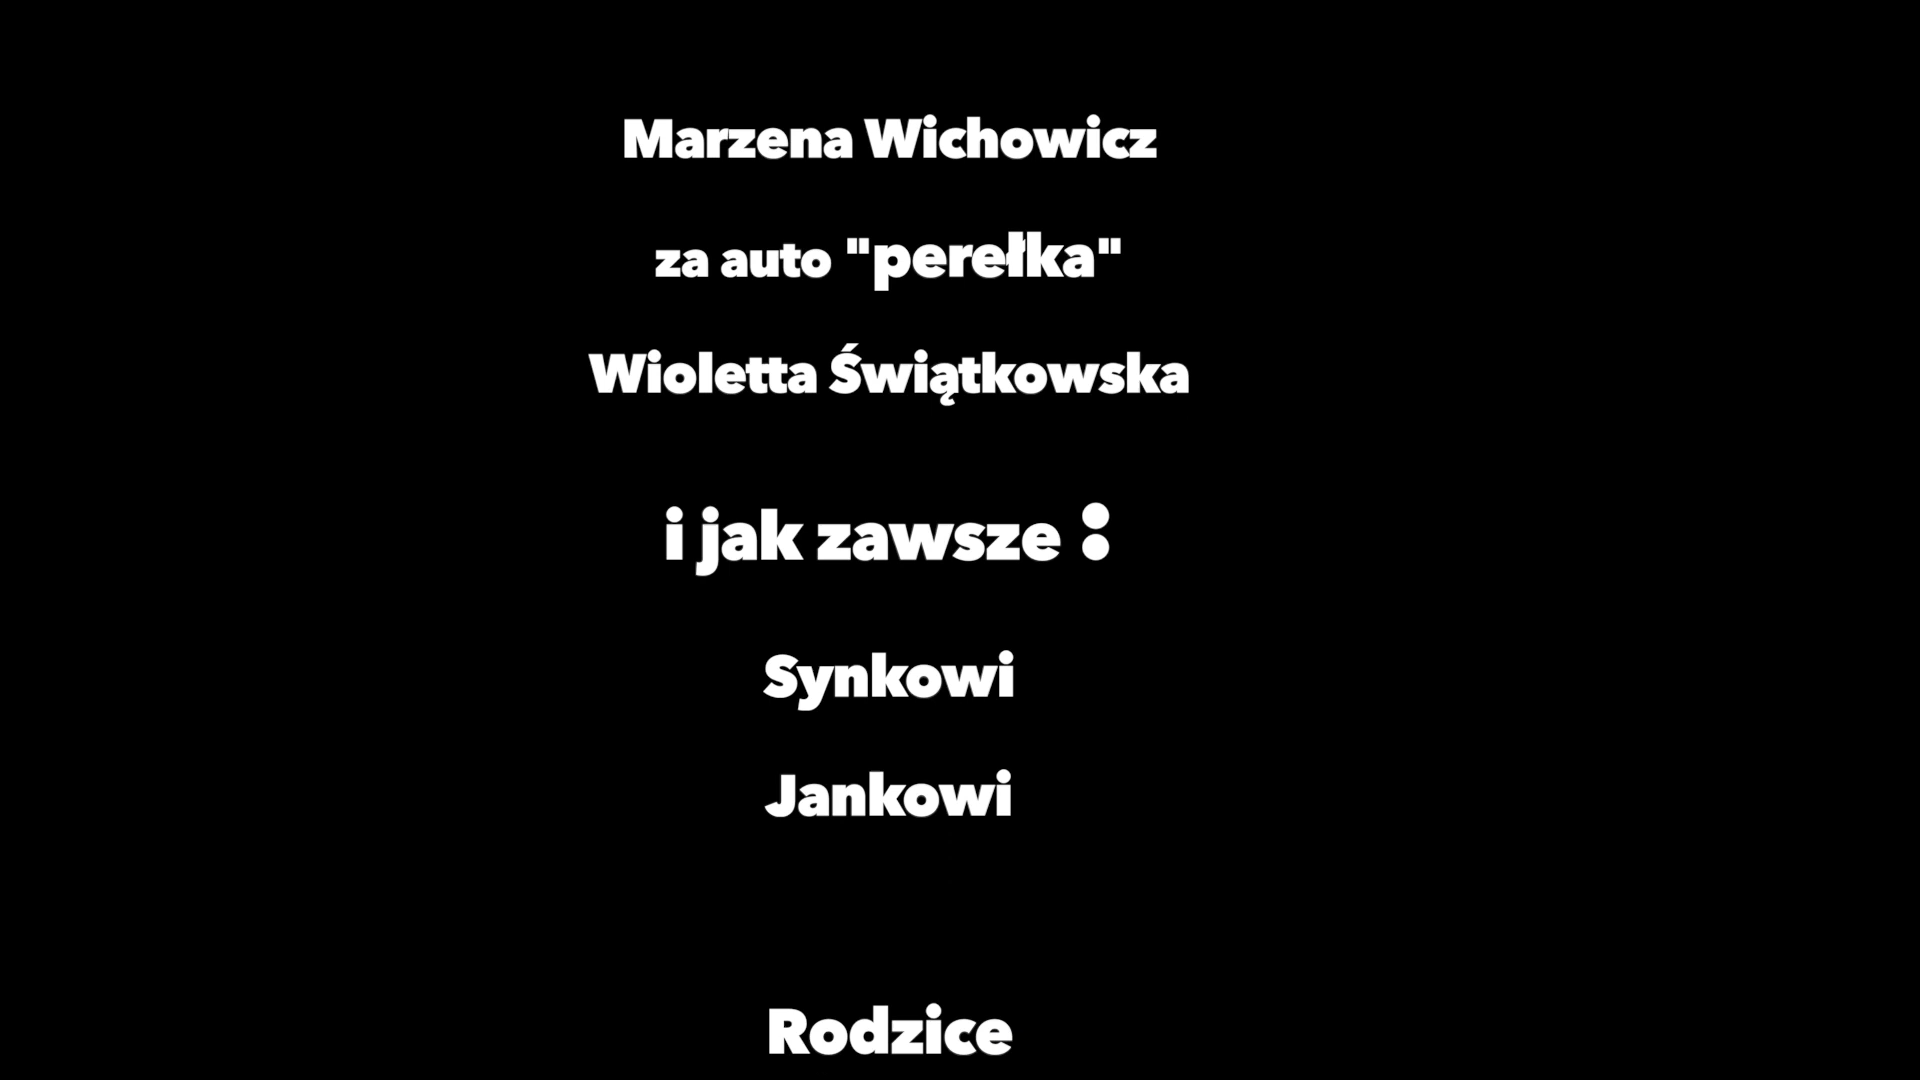 Marzena Wichowicz
za auto "perełka"
Wioletta Świątkowska
i jak zawsze :
Synkowi
Jankowi
Rodzice